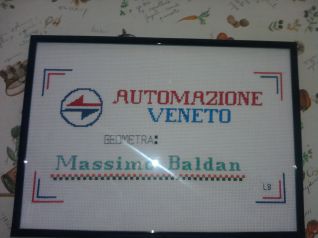 AUTOMAZIONE
VENETO
GEOMETRA:
Massimo Baldan
LB